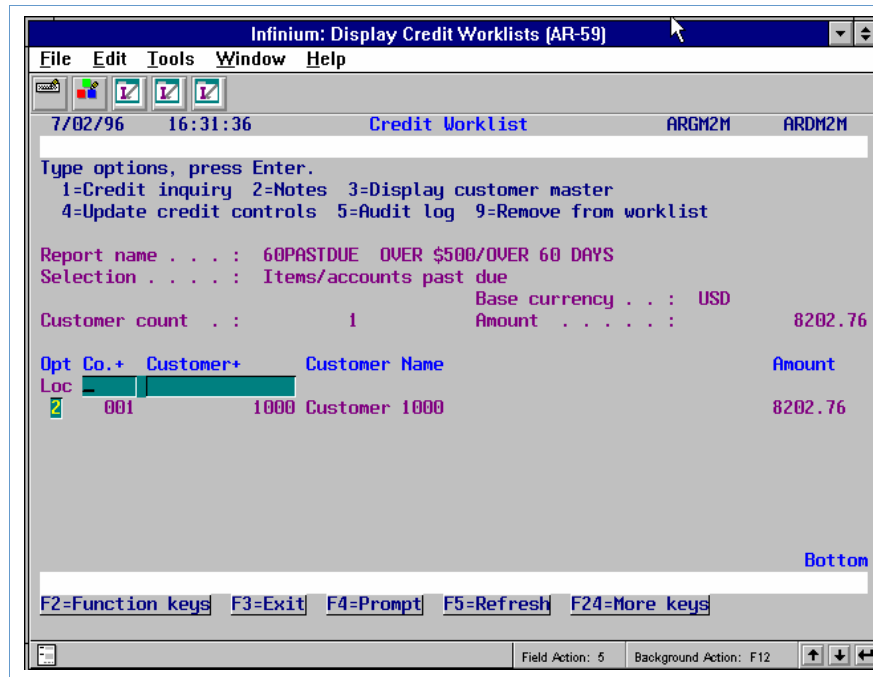 Infinium: Display Credit Worklists (AR-59)
File Edit Tools Window Help
7/02/96 16:31:36 Credit Worklist ARGM2M ARDM2M
Type options, press Enter.
1=Credit inquiry 2=Notes 3=Display customer master
4=Update credit controls 5=Audit log 9=Remove from worklist
Report name . . . : 60PASTDUE OVER $500/OVER 60 DAYS
Selection . . . . : Items/accounts past due
Base currency . . : USD
Customer count . : 1 Amount . . . . . : 8202.76
Opt Co.+ Customer+ Customer Name Amount
Loc
2 001 1000 Customer 1000 8202.76
Bottom
F2=Function keys F3=Exit F4=Prompt F5=Refresh F24=More keys
Field Action: 5 Background Action: F12